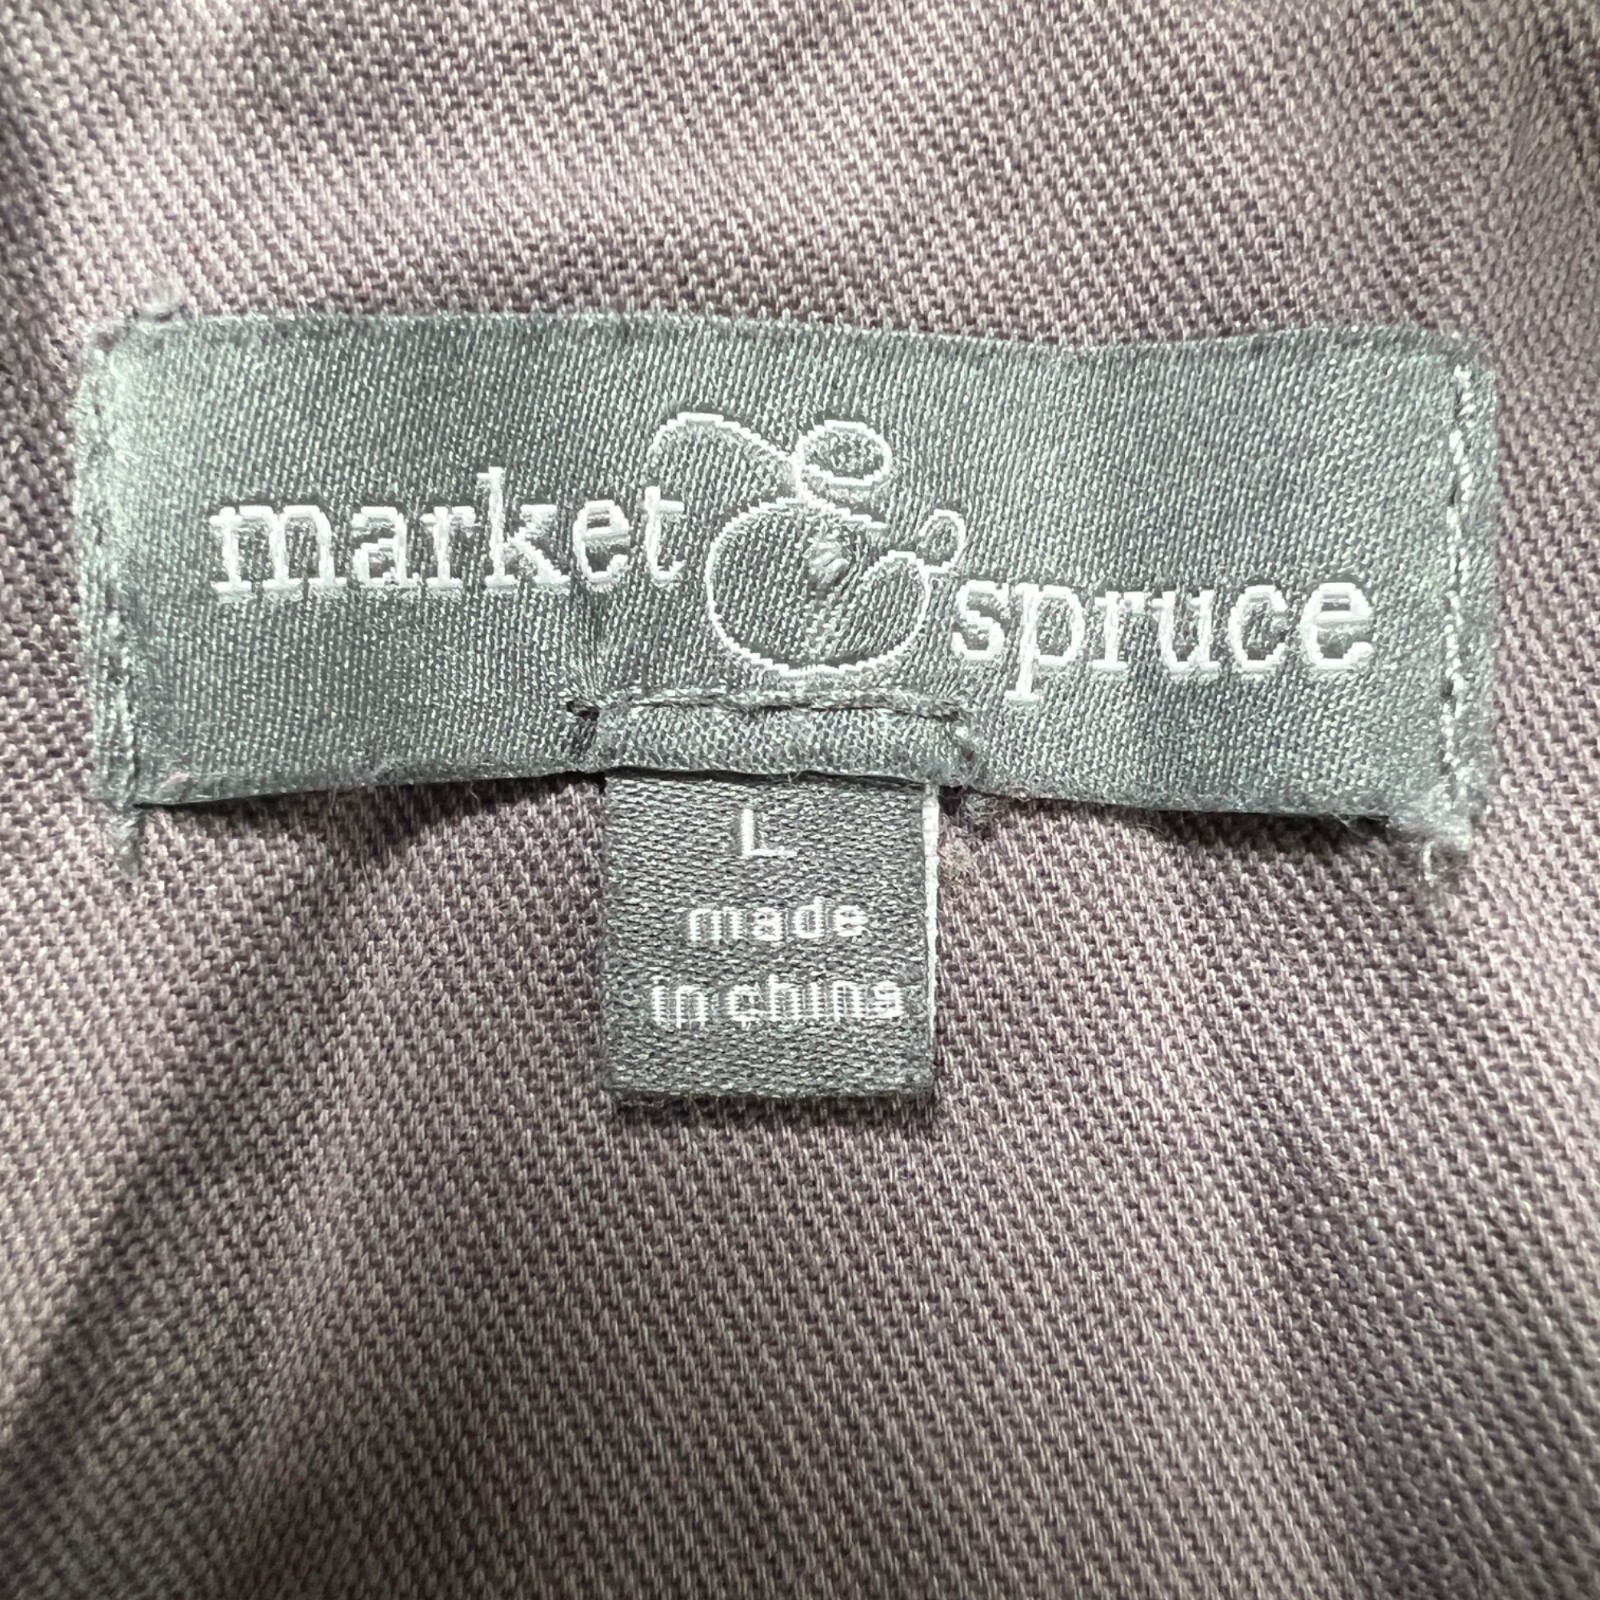 market & spruce
L
made
in china